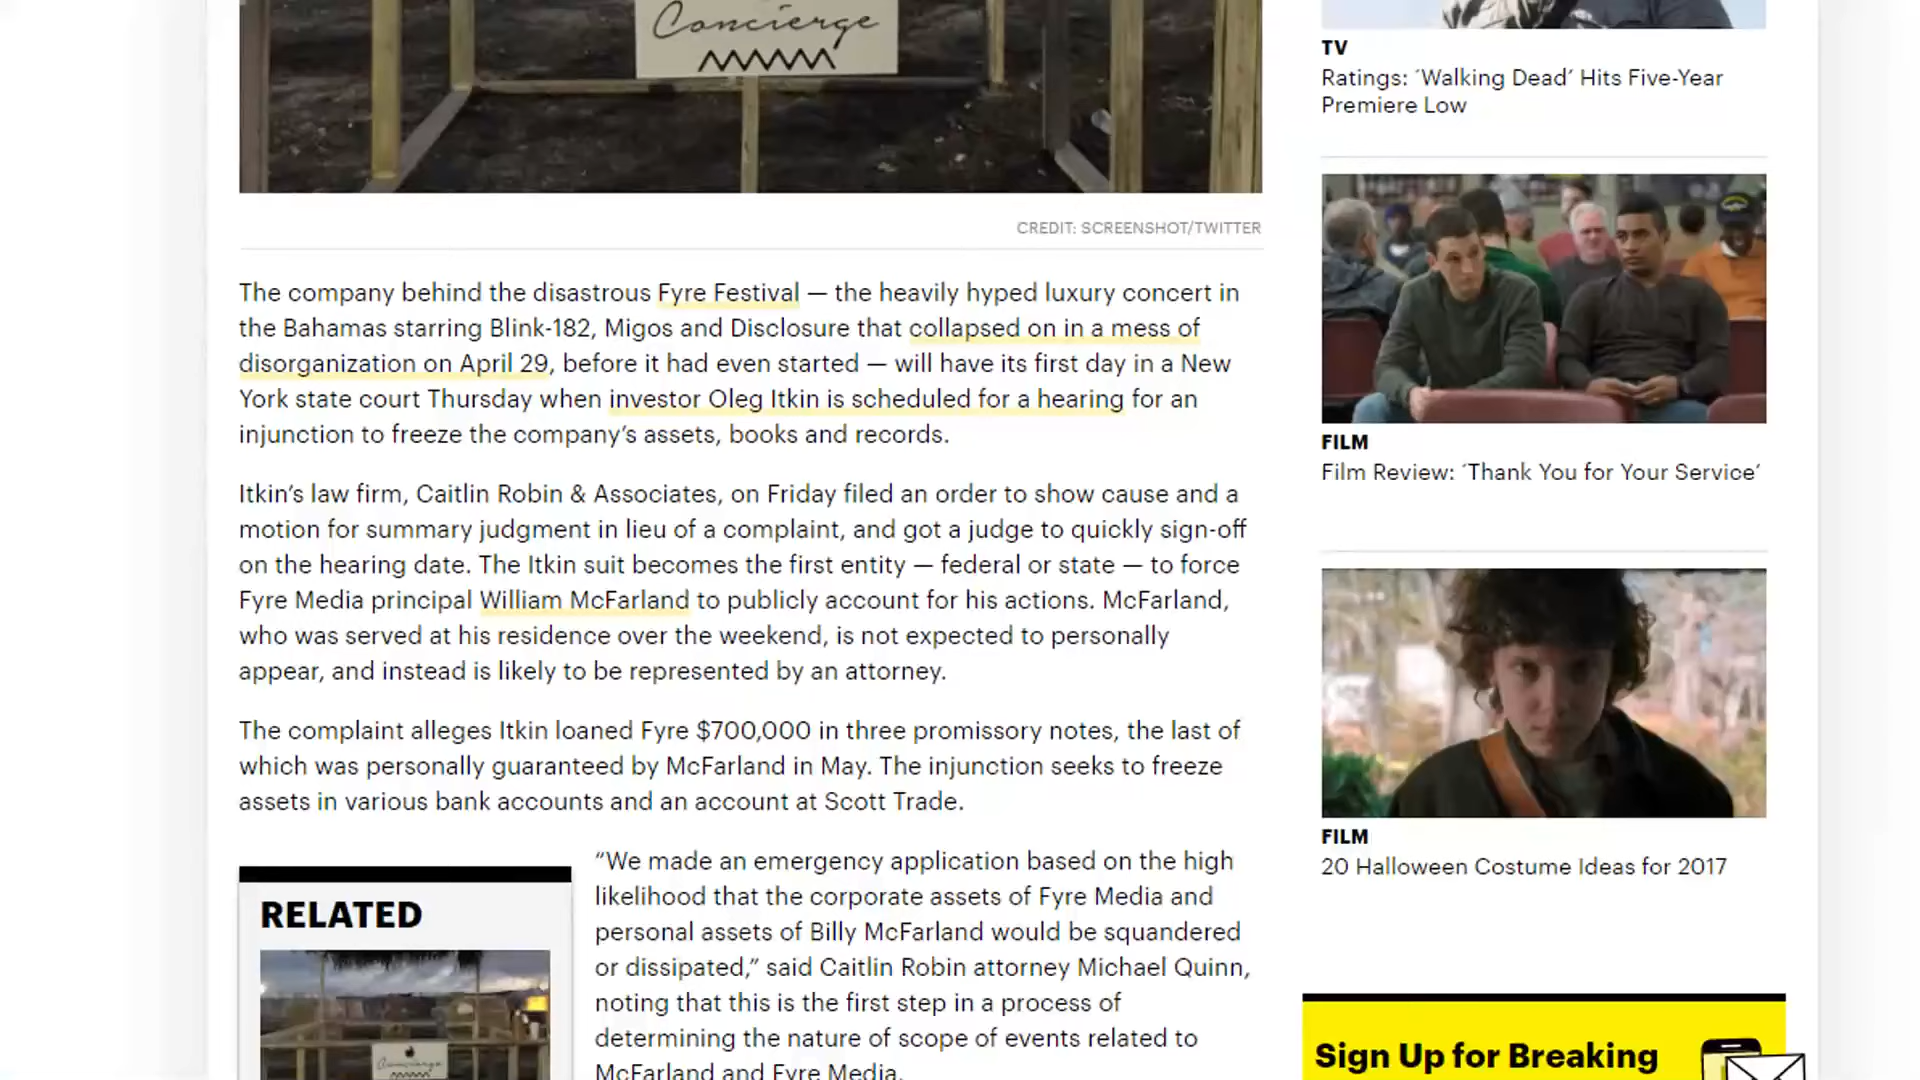 Concierge
CREDIT: SCREENSHOT/TWITTER
The company behind the disastrous Fyre Festival — the heavily hyped luxury concert in
the Bahamas starring Blink-182, Migos and Disclosure that collapsed on in a mess of
disorganization on April 29, before it had even started — will have its first day in a New
York state court Thursday when investor Oleg Itkin is scheduled for a hearing for an
injunction to freeze the company’s assets, books and records.
Itkin’s law firm, Caitlin Robin & Associates, on Friday filed an order to show cause and a
motion for summary judgment in lieu of a complaint, and got a judge to quickly sign-off
on the hearing date. The Itkin suit becomes the first entity — federal or state — to force
Fyre Media principal William McFarland to publicly account for his actions. McFarland,
who was served at his residence over the weekend, is not expected to personally
appear, and instead is likely to be represented by an attorney.
The complaint alleges Itkin loaned Fyre $700,000 in three promissory notes, the last of
which was personally guaranteed by McFarland in May. The injunction seeks to freeze
assets in various bank accounts and an account at Scott Trade.
“We made an emergency application based on the high
likelihood that the corporate assets of Fyre Media and
personal assets of Billy McFarland would be squandered
or dissipated,” said Caitlin Robin attorney Michael Quinn,
noting that this is the first step in a process of
determining the nature of scope of events related to
McFarland and Fyre Media.
RELATED
Concierge
TV
Ratings: ‘Walking Dead’ Hits Five-Year
Premiere Low
FILM
Film Review: ‘Thank You for Your Service’
FILM
20 Halloween Costume Ideas for 2017
Sign Up for Breaking